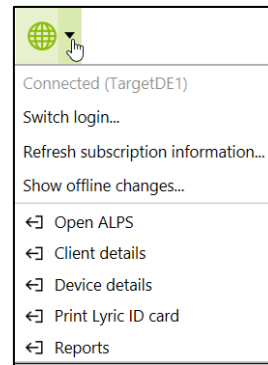 Connected (TargetDE1)
Switch login...
Refresh subscription information...
Show offline changes...
Open ALPS
Client details
Device details
Print Lyric ID card
Reports